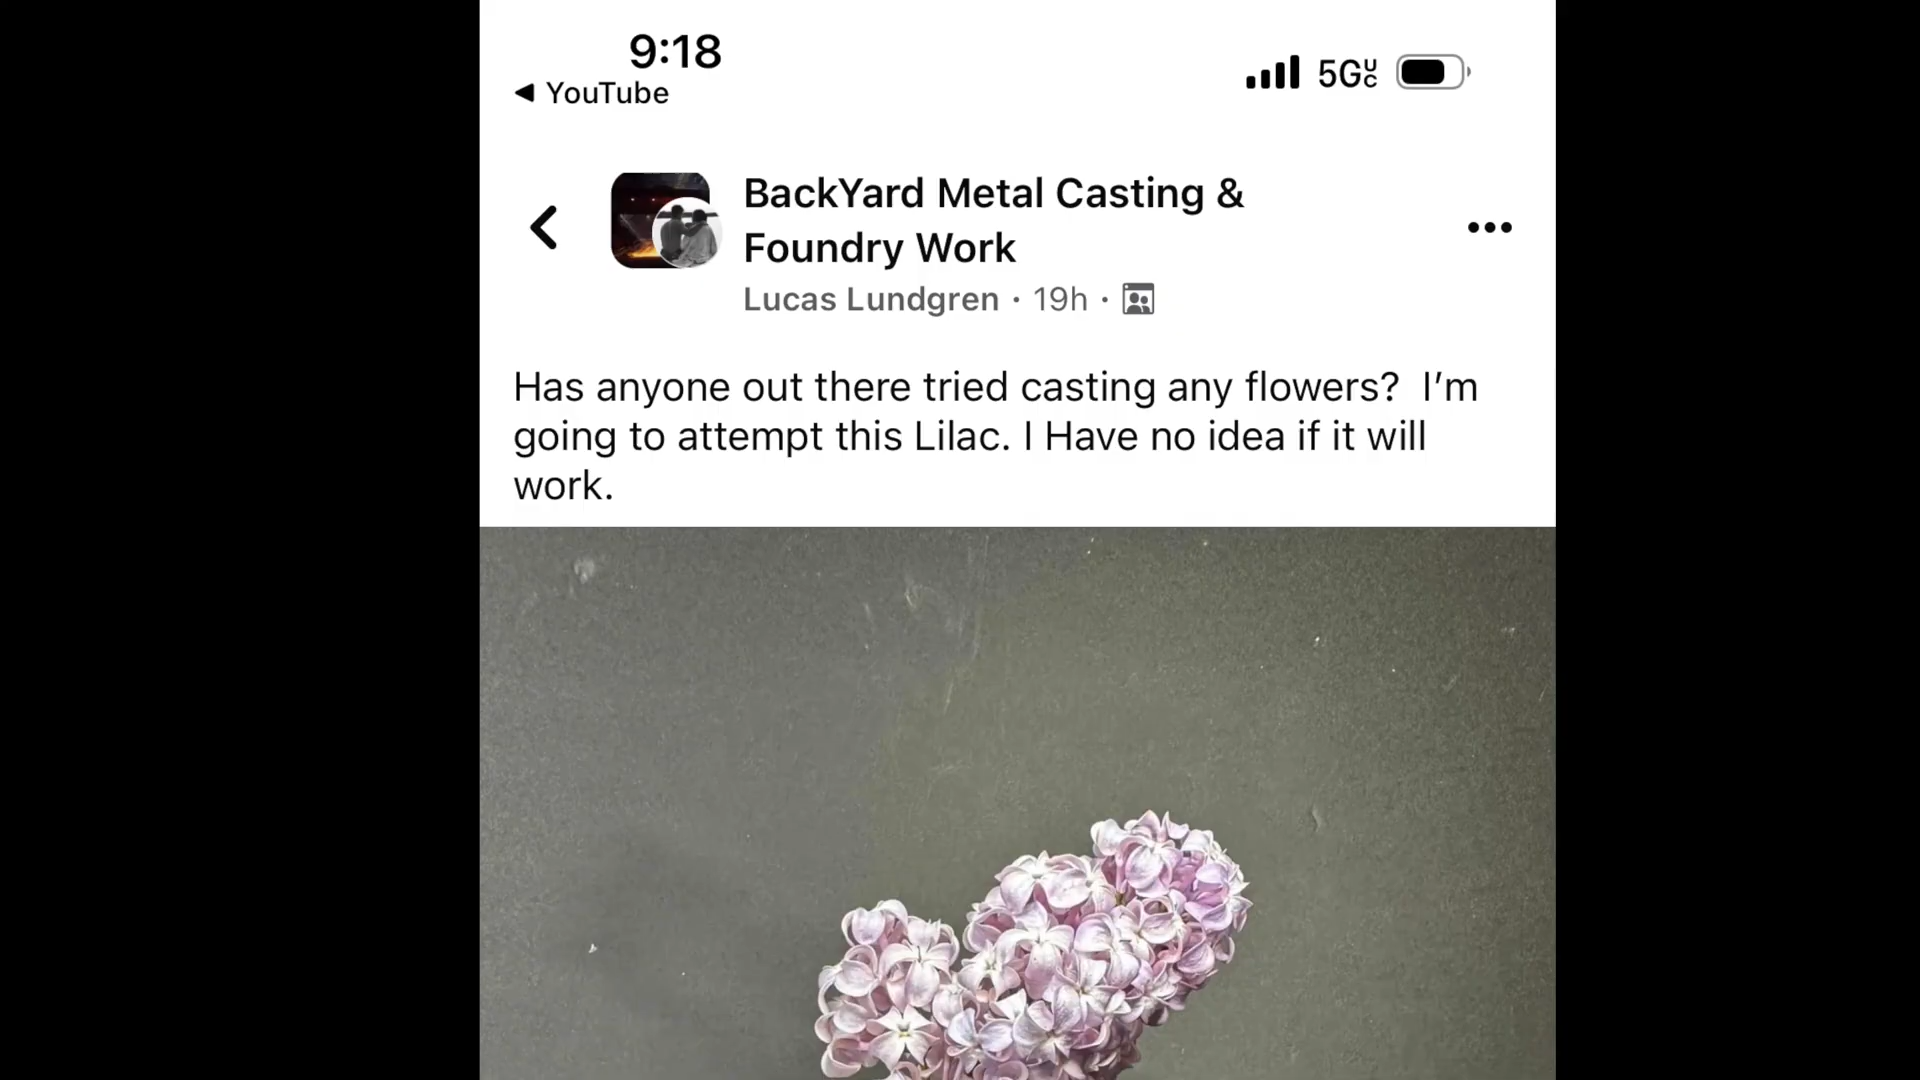 9:18
◀ YouTube
5GUC
BackYard Metal Casting &
Foundry Work
Lucas Lundgren · 19h ·
Has anyone out there tried casting any flowers?  I’m
going to attempt this Lilac. I Have no idea if it will
work.